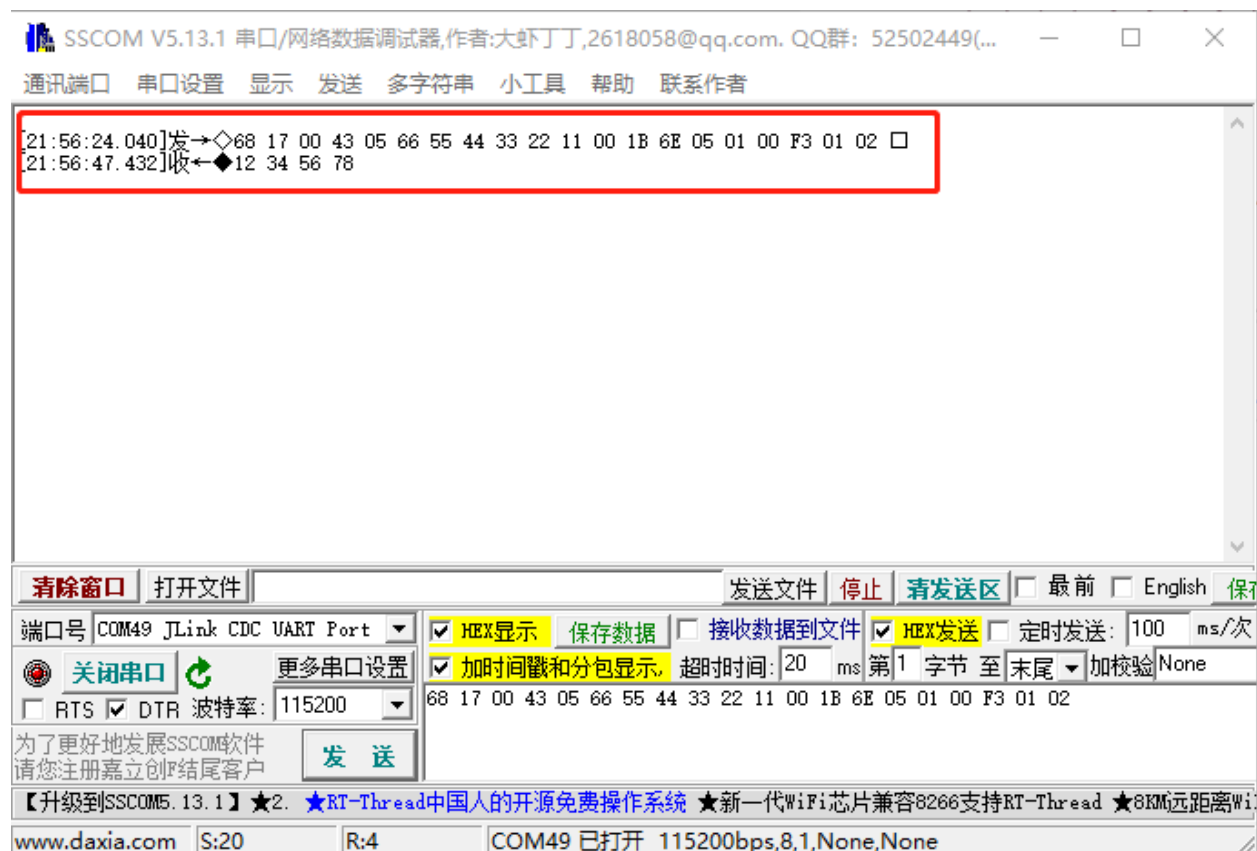 SSCOM V5.13.1 串口/网络数据调试器,作者:大虾丁丁,2618058@qq.com. QQ群: 52502449(...
通讯端口 串口设置 显示 发送 多字符串 小工具 帮助 联系作者
[21:56:24.040]发→◇68 17 00 43 05 66 55 44 33 22 11 00 1B 6E 05 01 00 F3 01 02 □
[21:56:47.432]收←◆12 34 56 78
清除窗口 打开文件 发送文件 停止 清发送区 最前 English 保存
端口号 COM49 JLink CDC UART Port HEX显示 保存数据 接收数据到文件 HEX发送 定时发送: 100 ms/次
关闭串口 更多串口设置 加时间戳和分包显示, 超时时间: 20 ms 第1 字节 至 末尾 加校验 None
RTS DTR 波特率: 115200
68 17 00 43 05 66 55 44 33 22 11 00 1B 6E 05 01 00 F3 01 02
为了更好地发展SSCOM软件
请您注册嘉立创F结尾客户
发 送
【升级到SSCOM5.13.1】★2. ★RT-Thread中国人的开源免费操作系统 ★新一代WiFi芯片兼容8266支持RT-Thread ★8KM远距离Wi
www.daxia.com S:20 R:4 COM49 已打开 115200bps,8,1,None,None